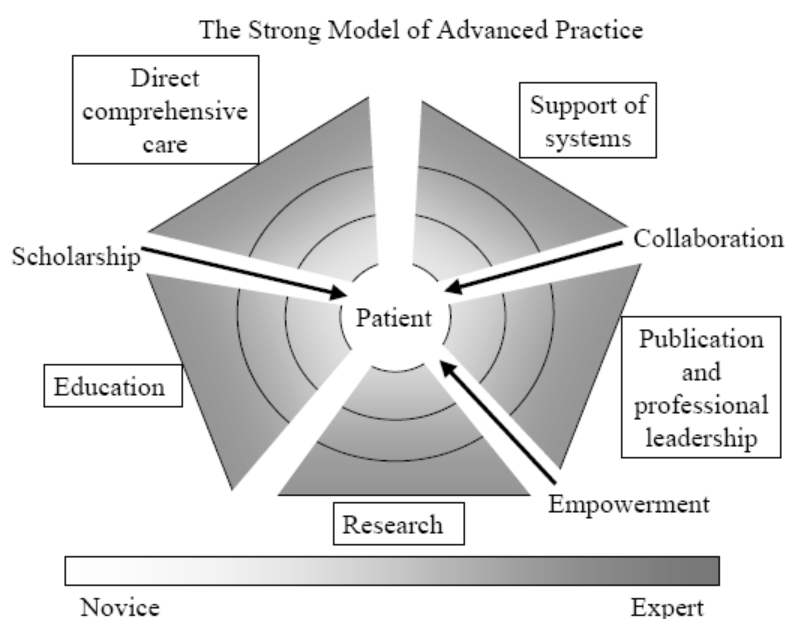 The Strong Model of Advanced Practice
Direct
comprehensive
care
Support of
systems
Scholarship
Collaboration
Patient
Education
Publication
and
professional
leadership
Empowerment
Research
Novice
Expert